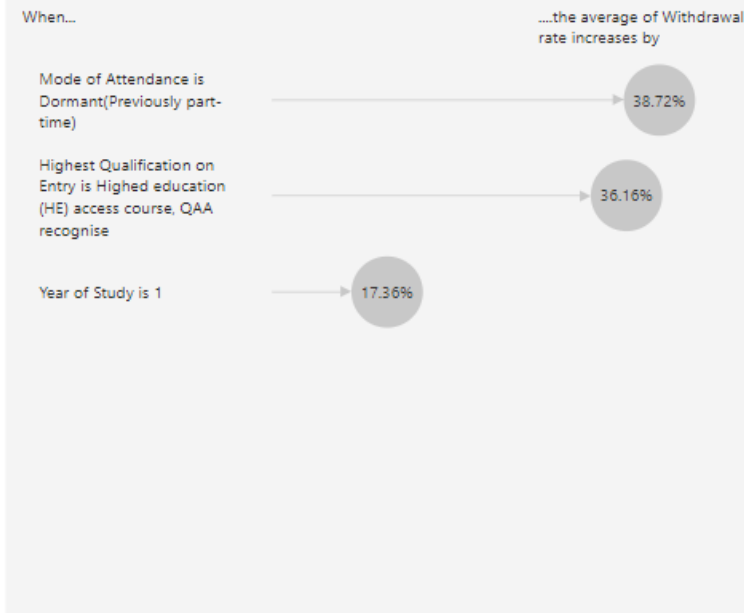 When...
....the average of Withdrawal
rate increases by
Mode of Attendance is
Dormant(Previously part-
time)
38.72%
Highest Qualification on
Entry is Highed education
(HE) access course, QAA
recognise
36.16%
Year of Study is 1
17.36%